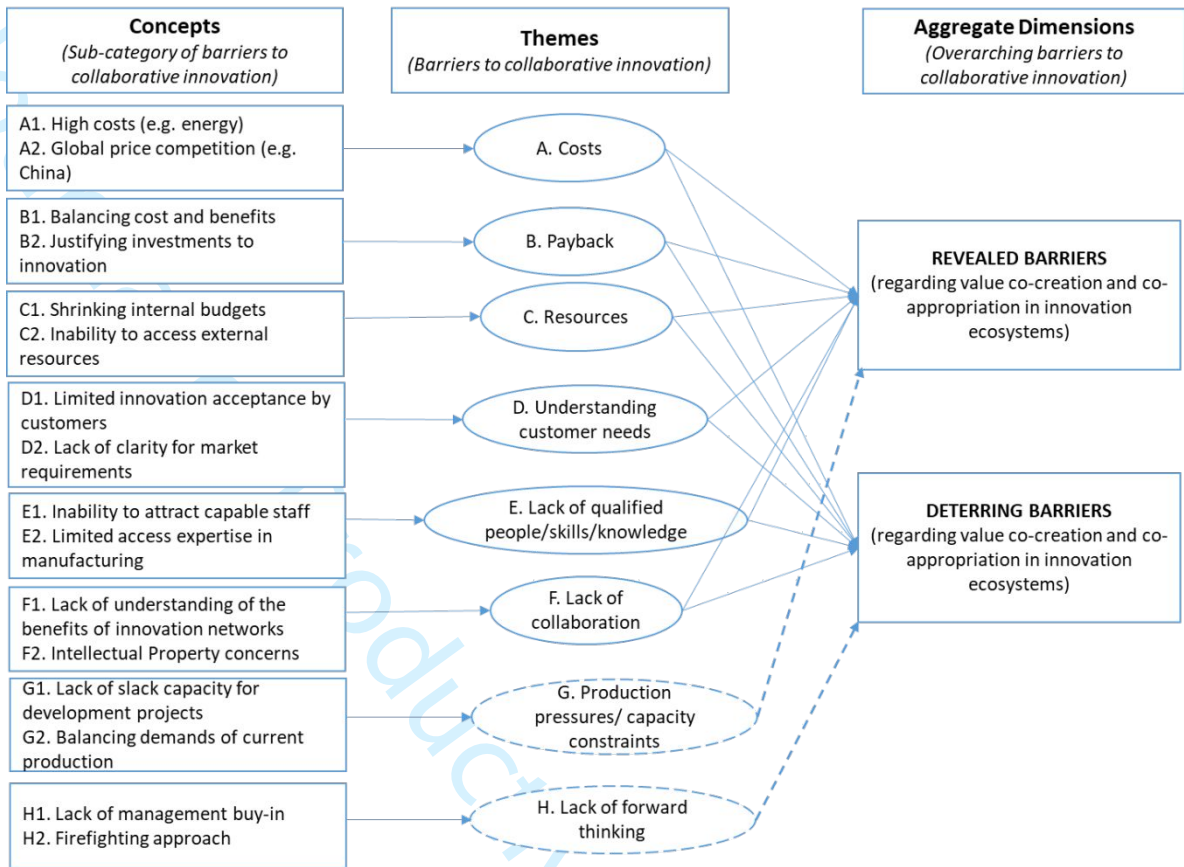 Concepts
(Sub-category of barriers to
collaborative innovation)
Themes
(Barriers to collaborative innovation)
Aggregate Dimensions
(Overarching barriers to
collaborative innovation)
A1. High costs (e.g. energy)
A2. Global price competition (e.g.
China)
A. Costs
B1. Balancing cost and benefits
B2. Justifying investments to
innovation
B. Payback
C1. Shrinking internal budgets
C2. Inability to access external
resources
C. Resources
D1. Limited innovation acceptance by
customers
D2. Lack of clarity for market
requirements
D. Understanding
customer needs
E1. Inability to attract capable staff
E2. Limited access expertise in
manufacturing
E. Lack of qualified
people/skills/knowledge
F1. Lack of understanding of the
benefits of innovation networks
F2. Intellectual Property concerns
F. Lack of
collaboration
G1. Lack of slack capacity for
development projects
G2. Balancing demands of current
production
G. Production
pressures/ capacity
constraints
H1. Lack of management buy-in
H2. Firefighting approach
H. Lack of forward
thinking
REVEALED BARRIERS
(regarding value co-creation and co-
appropriation in innovation
ecosystems)
DETERRING BARRIERS
(regarding value co-creation and co-
appropriation in innovation
ecosystems)